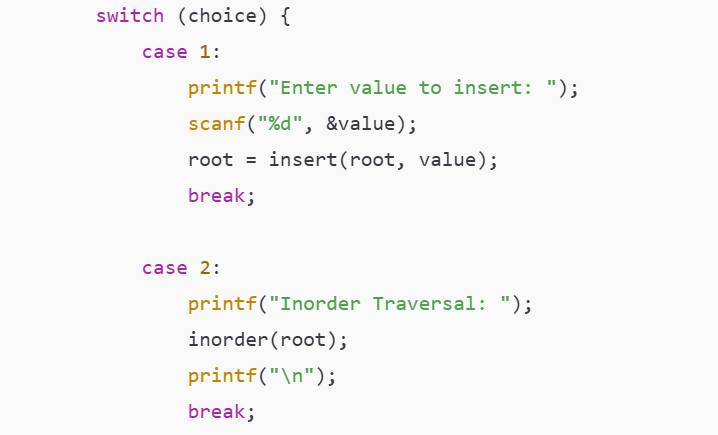 switch (choice) {
case 1:
printf("Enter value to insert: ");
scanf("%d", &value);
root = insert(root, value);
break;
case 2:
printf("Inorder Traversal: ");
inorder(root);
printf("\n");
break;